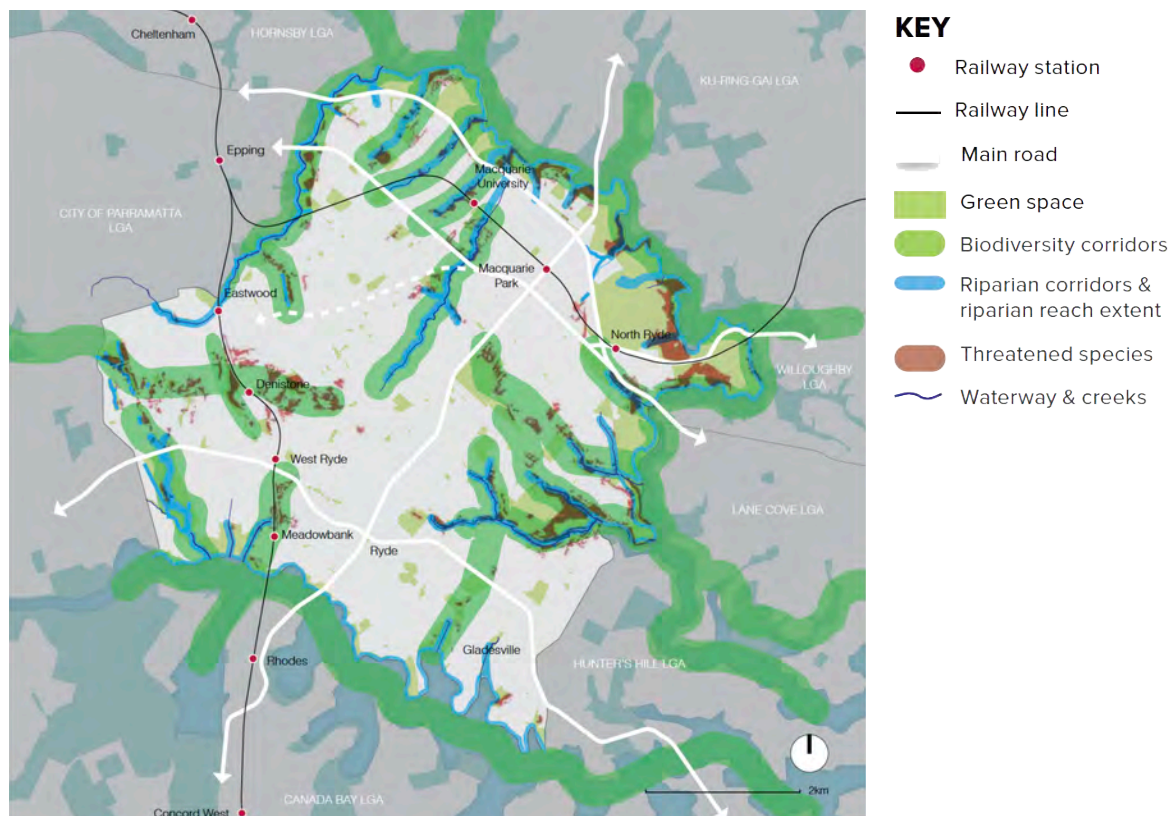 Cheltenham
HORNSBY LGA
KU-RING-GAI LGA
Epping
Macquarie
University
CITY OF PARRAMATTA
LGA
Macquarie
Park
Eastwood
North Ryde
WILLOUGHBY
LGA
Denistone
West Ryde
LANE COVE LGA
Meadowbank
Ryde
Gladesville
Rhodes
HUNTER'S HILL LGA
2km
CANADA BAY LGA
Concord West
KEY
Railway station
Railway line
Main road
Green space
Biodiversity corridors
Riparian corridors &
riparian reach extent
Threatened species
Waterway & creeks